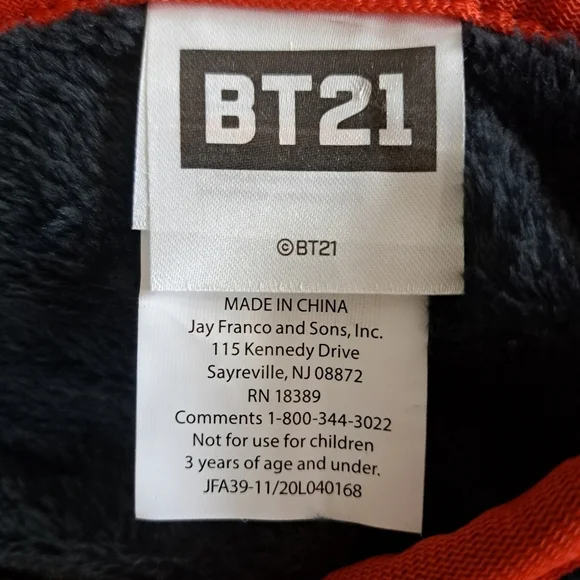 BT21
©BT21
MADE IN CHINA
Jay Franco and Sons, Inc.
115 Kennedy Drive
Sayreville, NJ 08872
RN 18389
Comments 1-800-344-3022
Not for use for children
3 years of age and under.
JFA39-11/20L040168